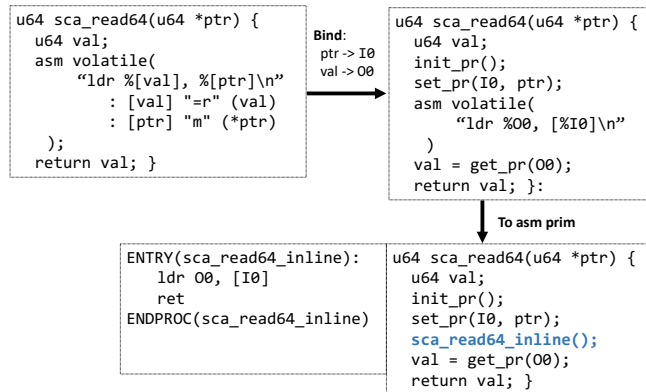 u64 sca_read64(u64 *ptr) {
u64 val;
asm volatile(
“ldr %[val], %[ptr]\n”
: [val] "=r" (val)
: [ptr] "m" (*ptr)
);
return val; }
Bind:
ptr -> I0
val -> O0
u64 sca_read64(u64 *ptr) {
u64 val;
init_pr();
set_pr(I0, ptr);
asm volatile(
“ldr %O0, [%I0]\n”
)
val = get_pr(O0);
return val; }:
To asm prim
ENTRY(sca_read64_inline):
ldr O0, [I0]
ret
ENDPROC(sca_read64_inline)
u64 sca_read64(u64 *ptr) {
u64 val;
init_pr();
set_pr(I0, ptr);
sca_read64_inline();
val = get_pr(O0);
return val; }